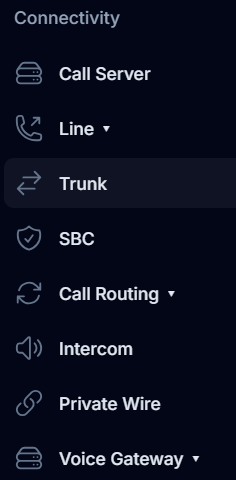 Connectivity
Call Server
Line
Trunk
SBC
Call Routing
Intercom
Private Wire
Voice Gateway